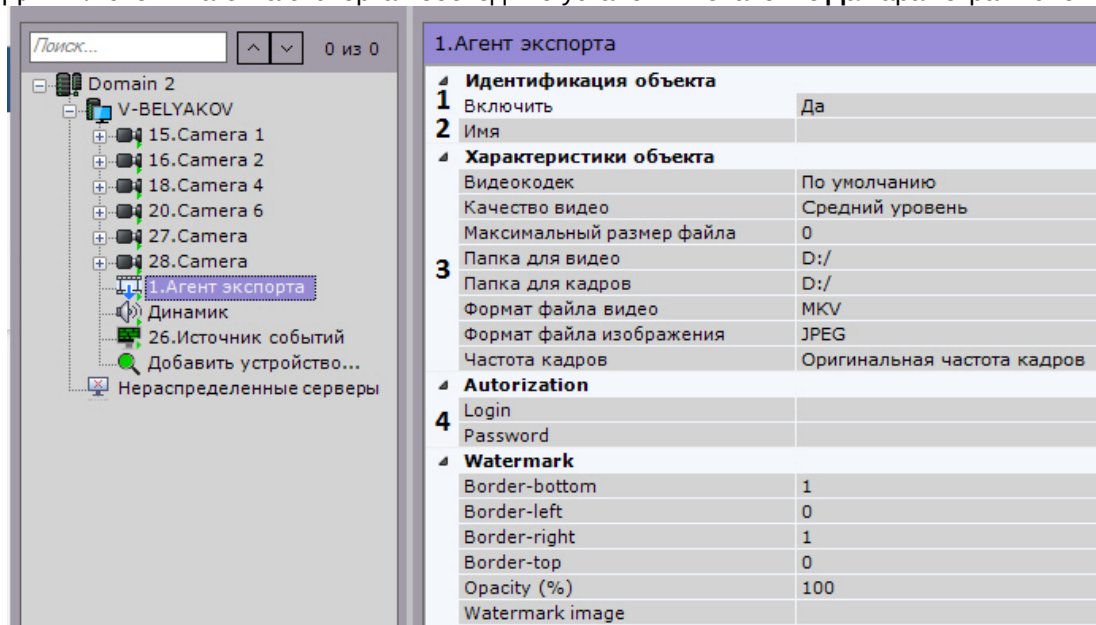 Поиск...
0 из 0
Domain 2
V-BELYAKOV
15.Camera 1
16.Camera 2
18.Camera 4
20.Camera 6
27.Camera
28.Camera
1.Агент экспорта
Динамик
26.Источник событий
Добавить устройство...
Нераспределенные серверы
1.Агент экспорта
Идентификация объекта
1 Включить Да
2 Имя
Характеристики объекта
Видеокодек По умолчанию
Качество видео Средний уровень
Максимальный размер файла 0
3
Папка для видео D:/
Папка для кадров D:/
Формат файла видео MKV
Формат файла изображения JPEG
Частота кадров Оригинальная частота кадров
Autorization
4
Login
Password
Watermark
Border-bottom 1
Border-left 0
Border-right 1
Border-top 0
Opacity (%) 100
Watermark image